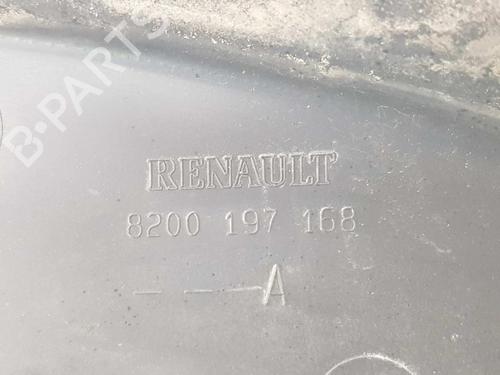 B-PARTS
RENAULT
8200 197 168
- - — A